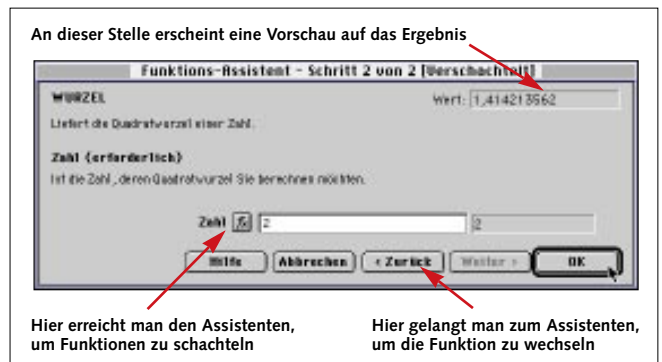 An dieser Stelle erscheint eine Vorschau auf das Ergebnis
Funktions-Assistent - Schritt 2 von 2 [Verschachtelt]
WURZEL
Wert: 1,414213562
Liefert die Quadratwurzel einer Zahl.
Zahl (erforderlich)
Ist die Zahl, deren Quadratwurzel Sie berechnen möchten.
Zahl fx 2 2
Hilfe Abbrechen < Zurück Weiter > OK
Hier erreicht man den Assistenten,
um Funktionen zu schachteln
Hier gelangt man zum Assistenten,
um die Funktion zu wechseln